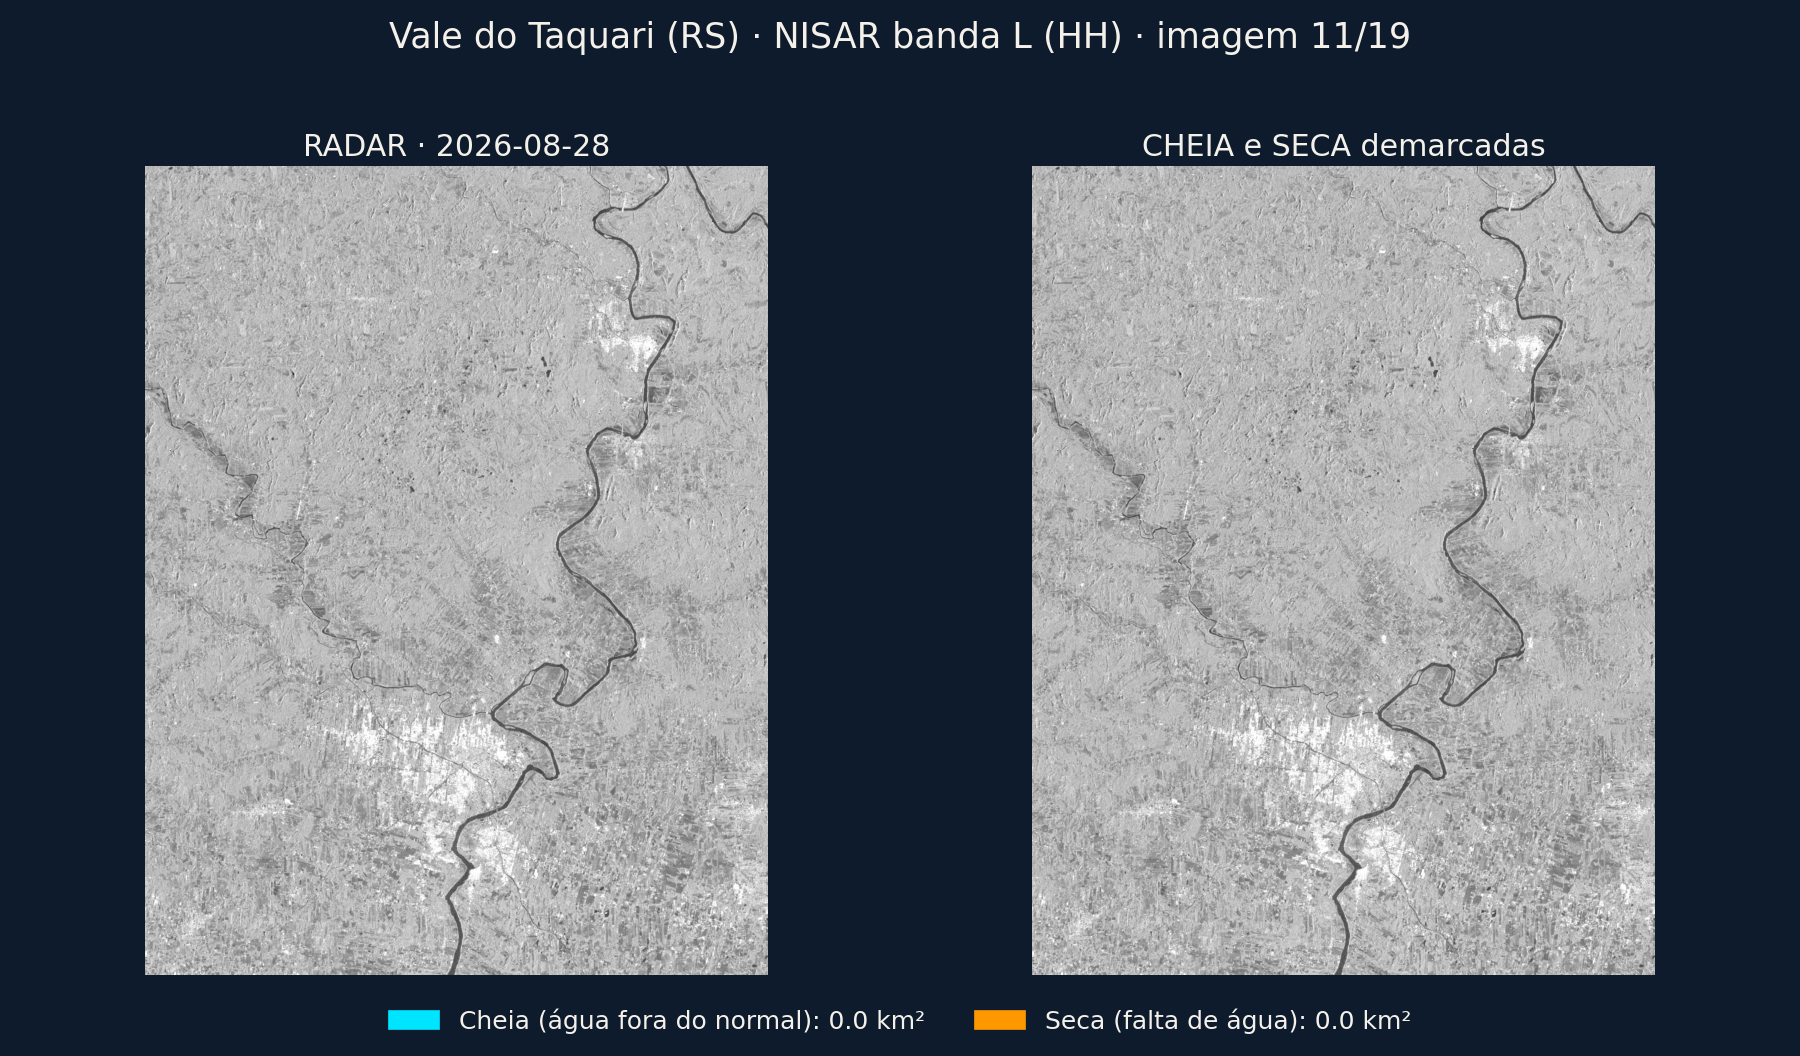 Vale do Taquari (RS) · NISAR banda L (HH) · imagem 11/19
RADAR · 2026-08-28
CHEIA e SECA demarcadas
Cheia (água fora do normal): 0.0 km²
Seca (falta de água): 0.0 km²